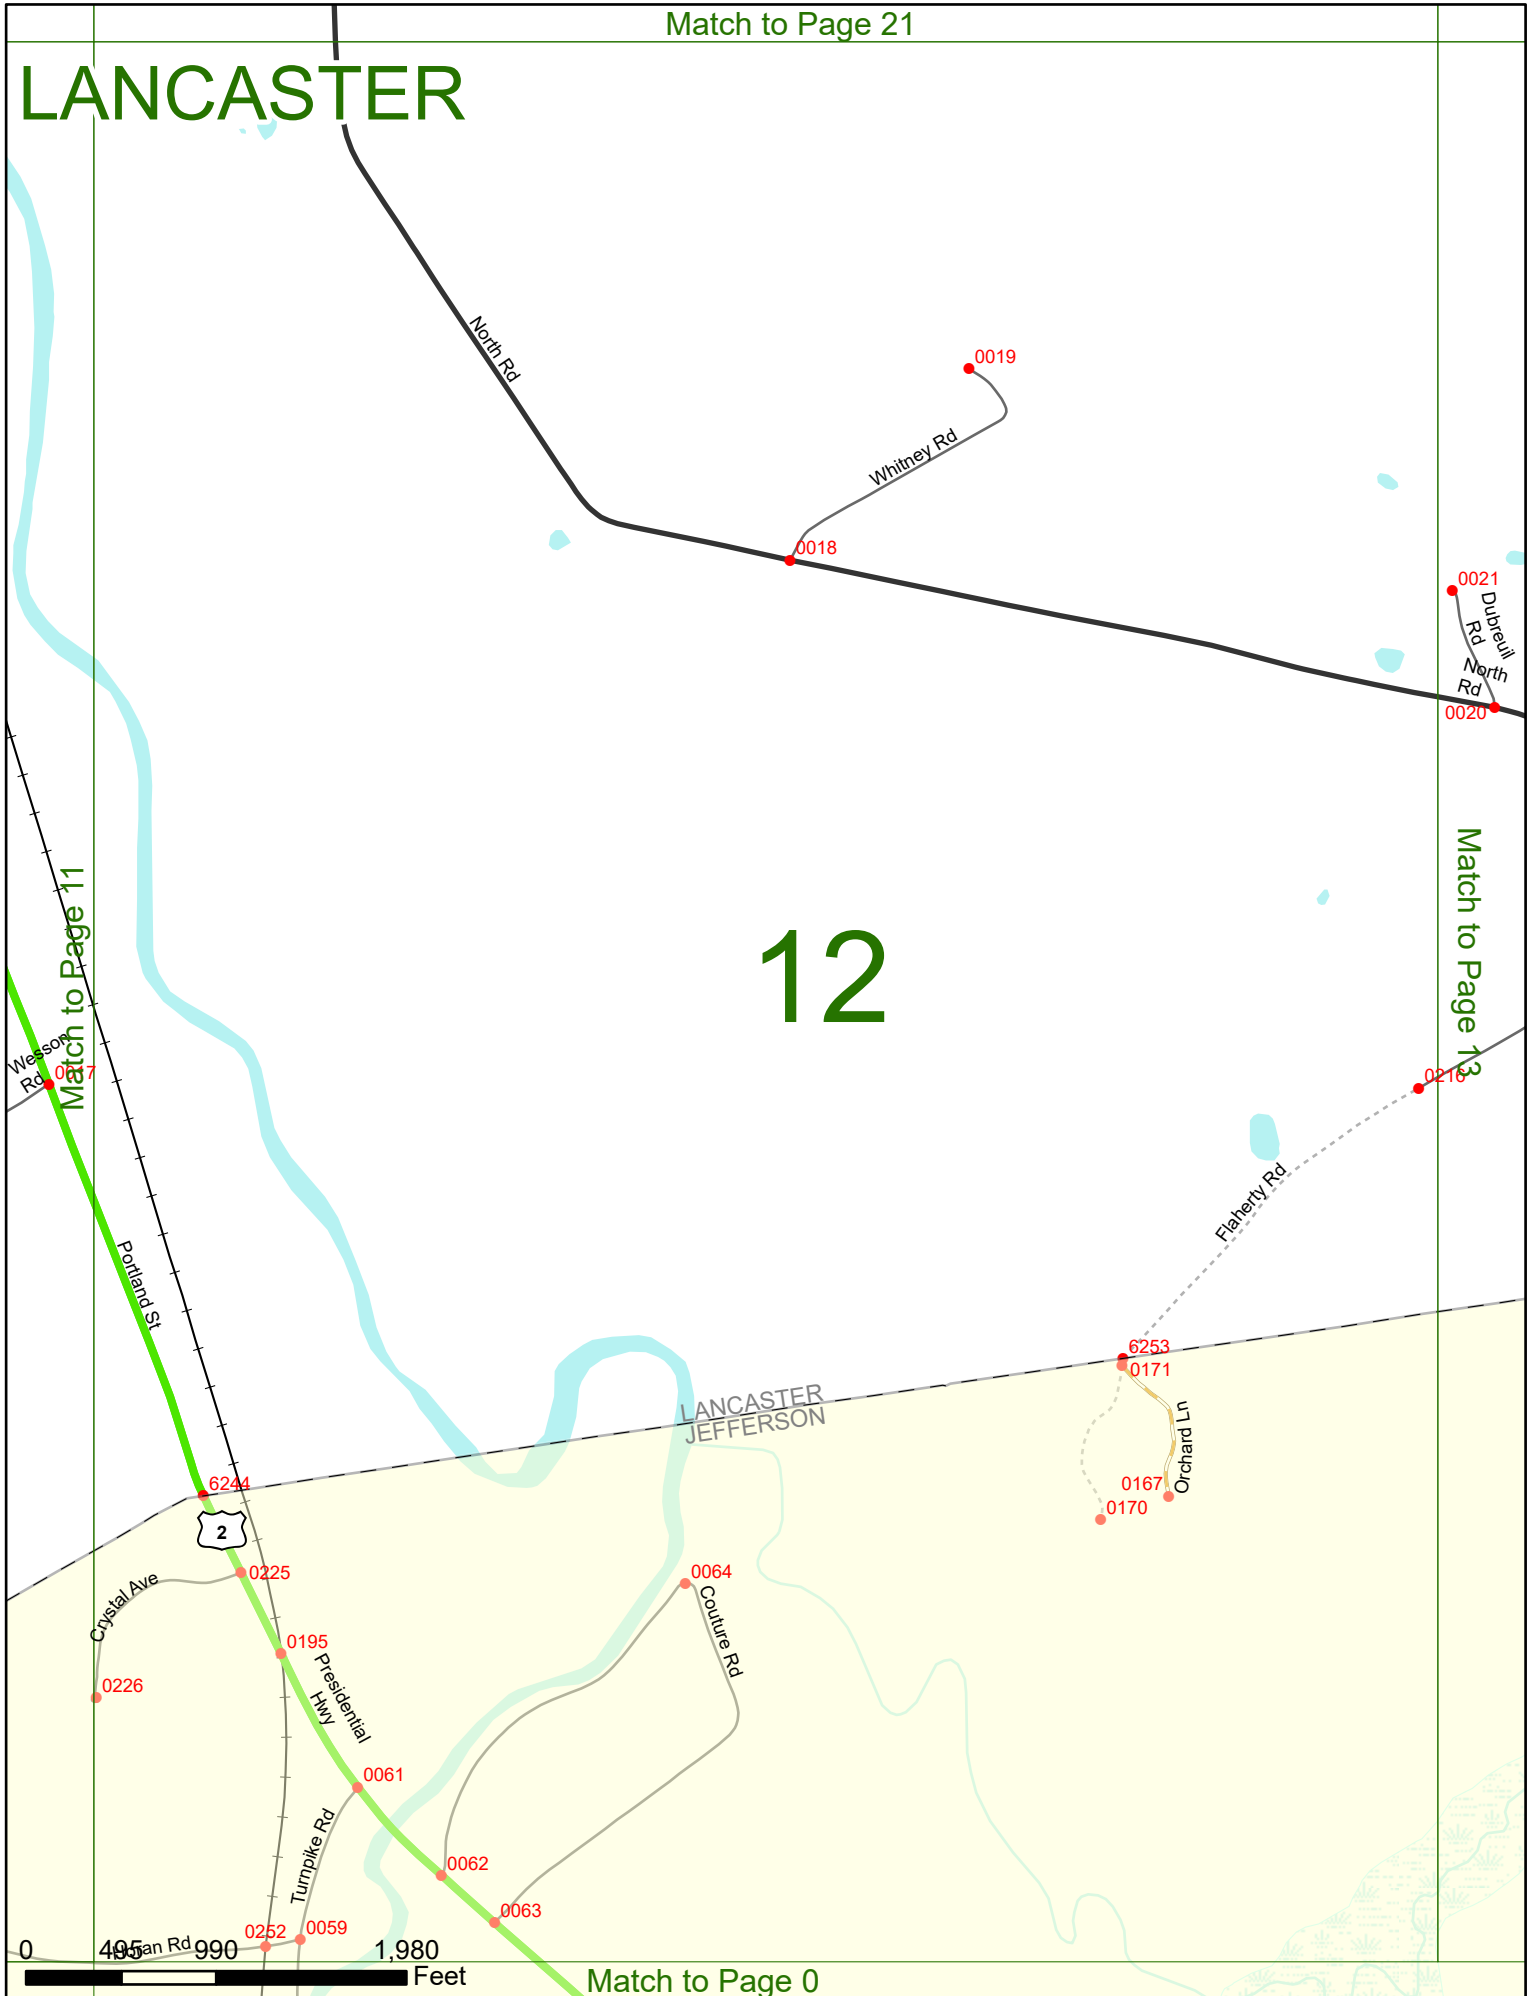 Match to Page 21
LANCASTER
North Rd
0019
Whitney Rd
0018
0021
Dubreuil
Rd
North
Rd
0020
Match to Page 11
12
Match to Page 13
Wesson
Rd
0017
0216
Flaherty Rd
Portland St
6253
0171
LANCASTER
JEFFERSON
Orchard Ln
0167
0170
6244
2
0225
Crystal Ave
0064
Couture Rd
0195
Presidential
Hwy
0226
0061
Turnpike Rd
0062
0063
0252
0059
Horan Rd
0 495 990 1,980
Feet
Match to Page 0